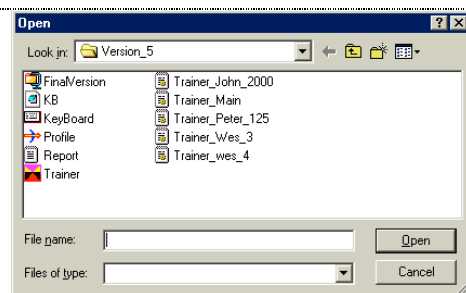 Open
Look in: Version_5
FinalVersion Trainer_John_2000
KB Trainer_Main
KeyBoard Trainer_Peter_125
Profile Trainer_Wes_3
Report Trainer_wes_4
Trainer
File name: Open
Files of type: Cancel